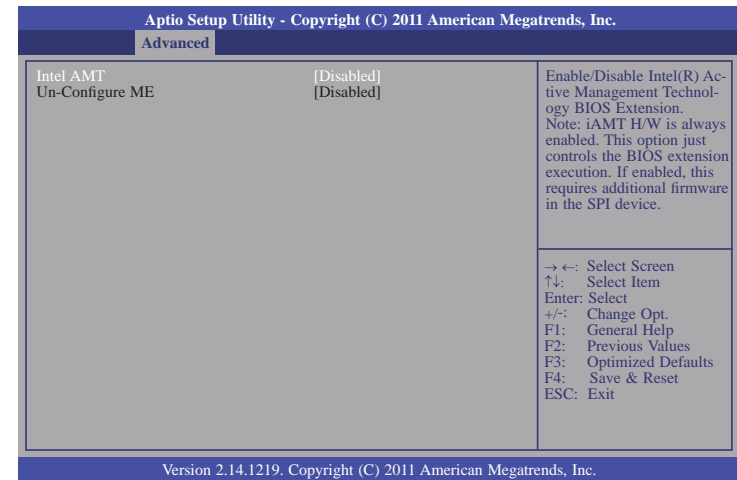 Aptio Setup Utility - Copyright (C) 2011 American Megatrends, Inc.
Advanced
Intel AMT [Disabled]
Un-Configure ME [Disabled]
Enable/Disable Intel(R) Ac-
tive Management Technol-
ogy BIOS Extension.
Note: iAMT H/W is always
enabled. This option just
controls the BIOS extension
execution. If enabled, this
requires additional firmware
in the SPI device.
→ ←: Select Screen
↑↓: Select Item
Enter: Select
+/-: Change Opt.
F1: General Help
F2: Previous Values
F3: Optimized Defaults
F4: Save & Reset
ESC: Exit
Version 2.14.1219. Copyright (C) 2011 American Megatrends, Inc.